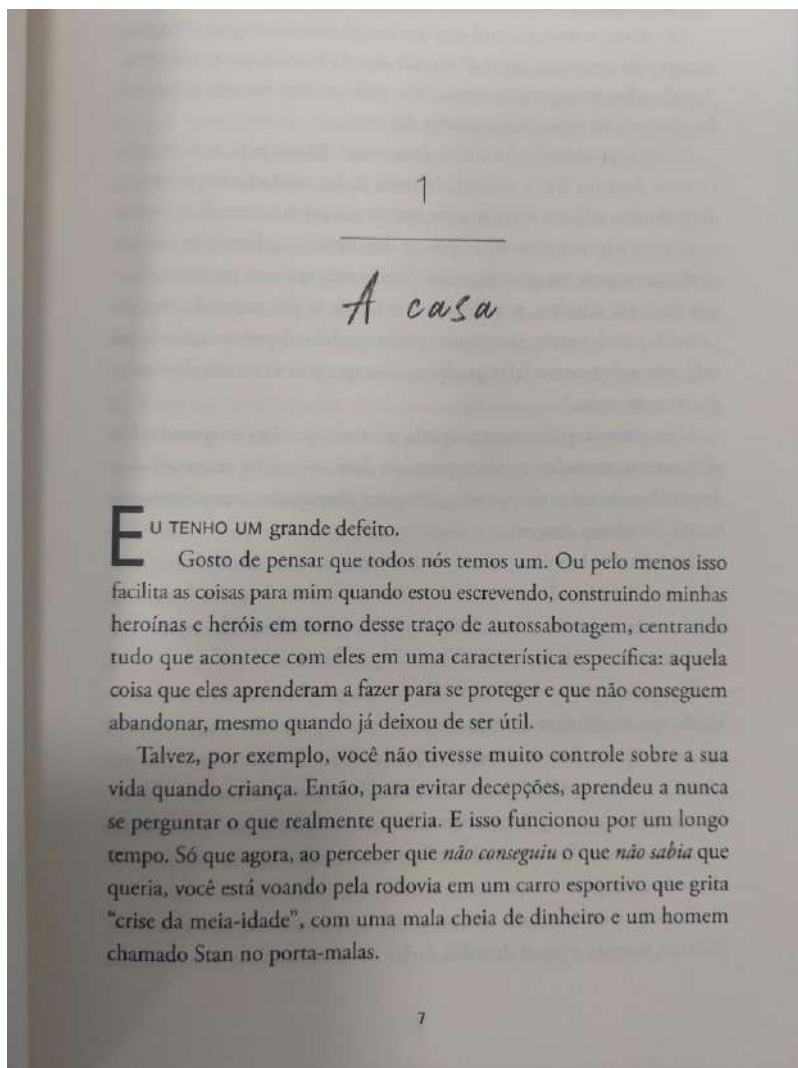 1
A casa
EU TENHO UM grande defeito.
Gosto de pensar que todos nós temos um. Ou pelo menos isso
facilita as coisas para mim quando estou escrevendo, construindo minhas
heroínas e heróis em torno desse traço de autossabotagem, centrando
tudo que acontece com eles em uma característica específica: aquela
coisa que eles aprenderam a fazer para se proteger e que não conseguem
abandonar, mesmo quando já deixou de ser útil.
Talvez, por exemplo, você não tivesse muito controle sobre a sua
vida quando criança. Então, para evitar decepções, aprendeu a nunca
se perguntar o que realmente queria. E isso funcionou por um longo
tempo. Só que agora, ao perceber que não conseguiu o que não sabia que
queria, você está voando pela rodovia em um carro esportivo que grita
“crise da meia-idade”, com uma mala cheia de dinheiro e um homem
chamado Stan no porta-malas.
7